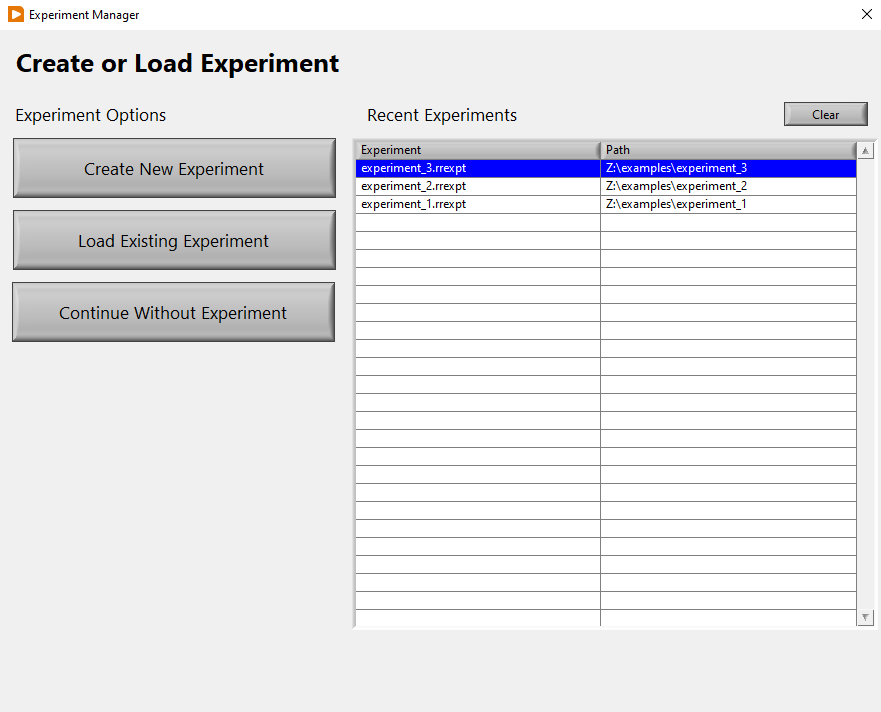 Experiment Manager
Create or Load Experiment
Experiment Options
Recent Experiments
Clear
Create New Experiment
Load Existing Experiment
Continue Without Experiment
Experiment Path
experiment_3.rrexpt Z:\examples\experiment_3
experiment_2.rrexpt Z:\examples\experiment_2
experiment_1.rrexpt Z:\examples\experiment_1